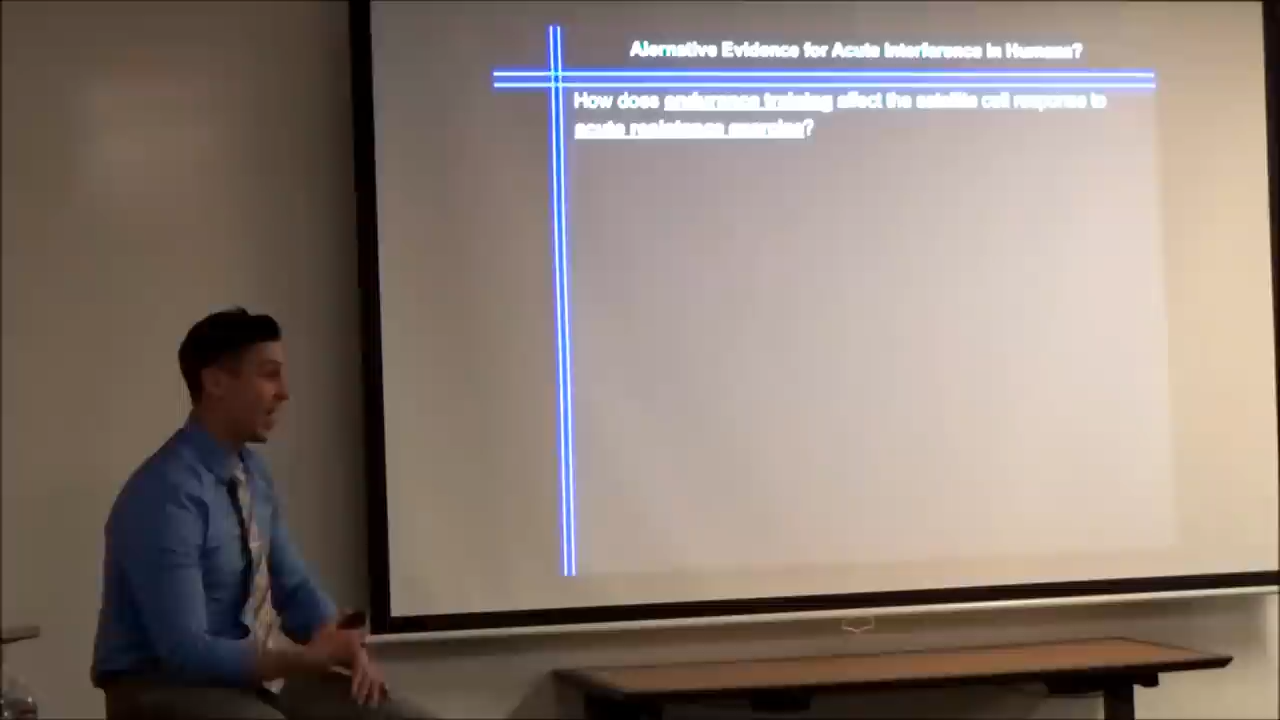 Alernative Evidence for Acute Interference in Humans?
How does endurance training affect the satellite cell response to
acute resistance exercise?